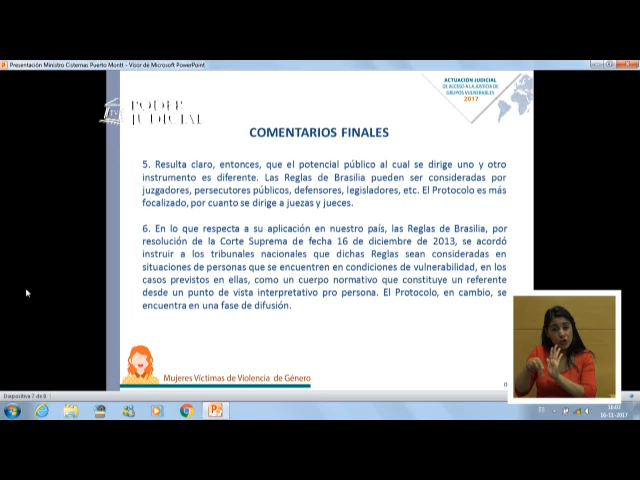 Presentación Ministro Cisternas Puerto Montt - Visor de Microsoft PowerPoint
ACTUACIÓN JUDICIAL
DE ACCESO A LA JUSTICIA DE
GRUPOS VULNERABLES
2017
PODER
JUDICIAL
COMENTARIOS FINALES
5. Resulta claro, entonces, que el potencial público al cual se dirige uno y otro
instrumento es diferente. Las Reglas de Brasilia pueden ser consideradas por
juzgadores, persecutores públicos, defensores, legisladores, etc. El Protocolo es más
focalizado, por cuanto se dirige a juezas y jueces.
6. En lo que respecta a su aplicación en nuestro país, las Reglas de Brasilia, por
resolución de la Corte Suprema de fecha 16 de diciembre de 2013, se acordó
instruir a los tribunales nacionales que dichas Reglas sean consideradas en
situaciones de personas que se encuentren en condiciones de vulnerabilidad, en los
casos previstos en ellas, como un cuerpo normativo que constituye un referente
desde un punto de vista interpretativo pro persona. El Protocolo, en cambio, se
encuentra en una fase de difusión.
Mujeres Víctimas de Violencia de Género
Diapositiva 7 de 8
ES
16-11-2017